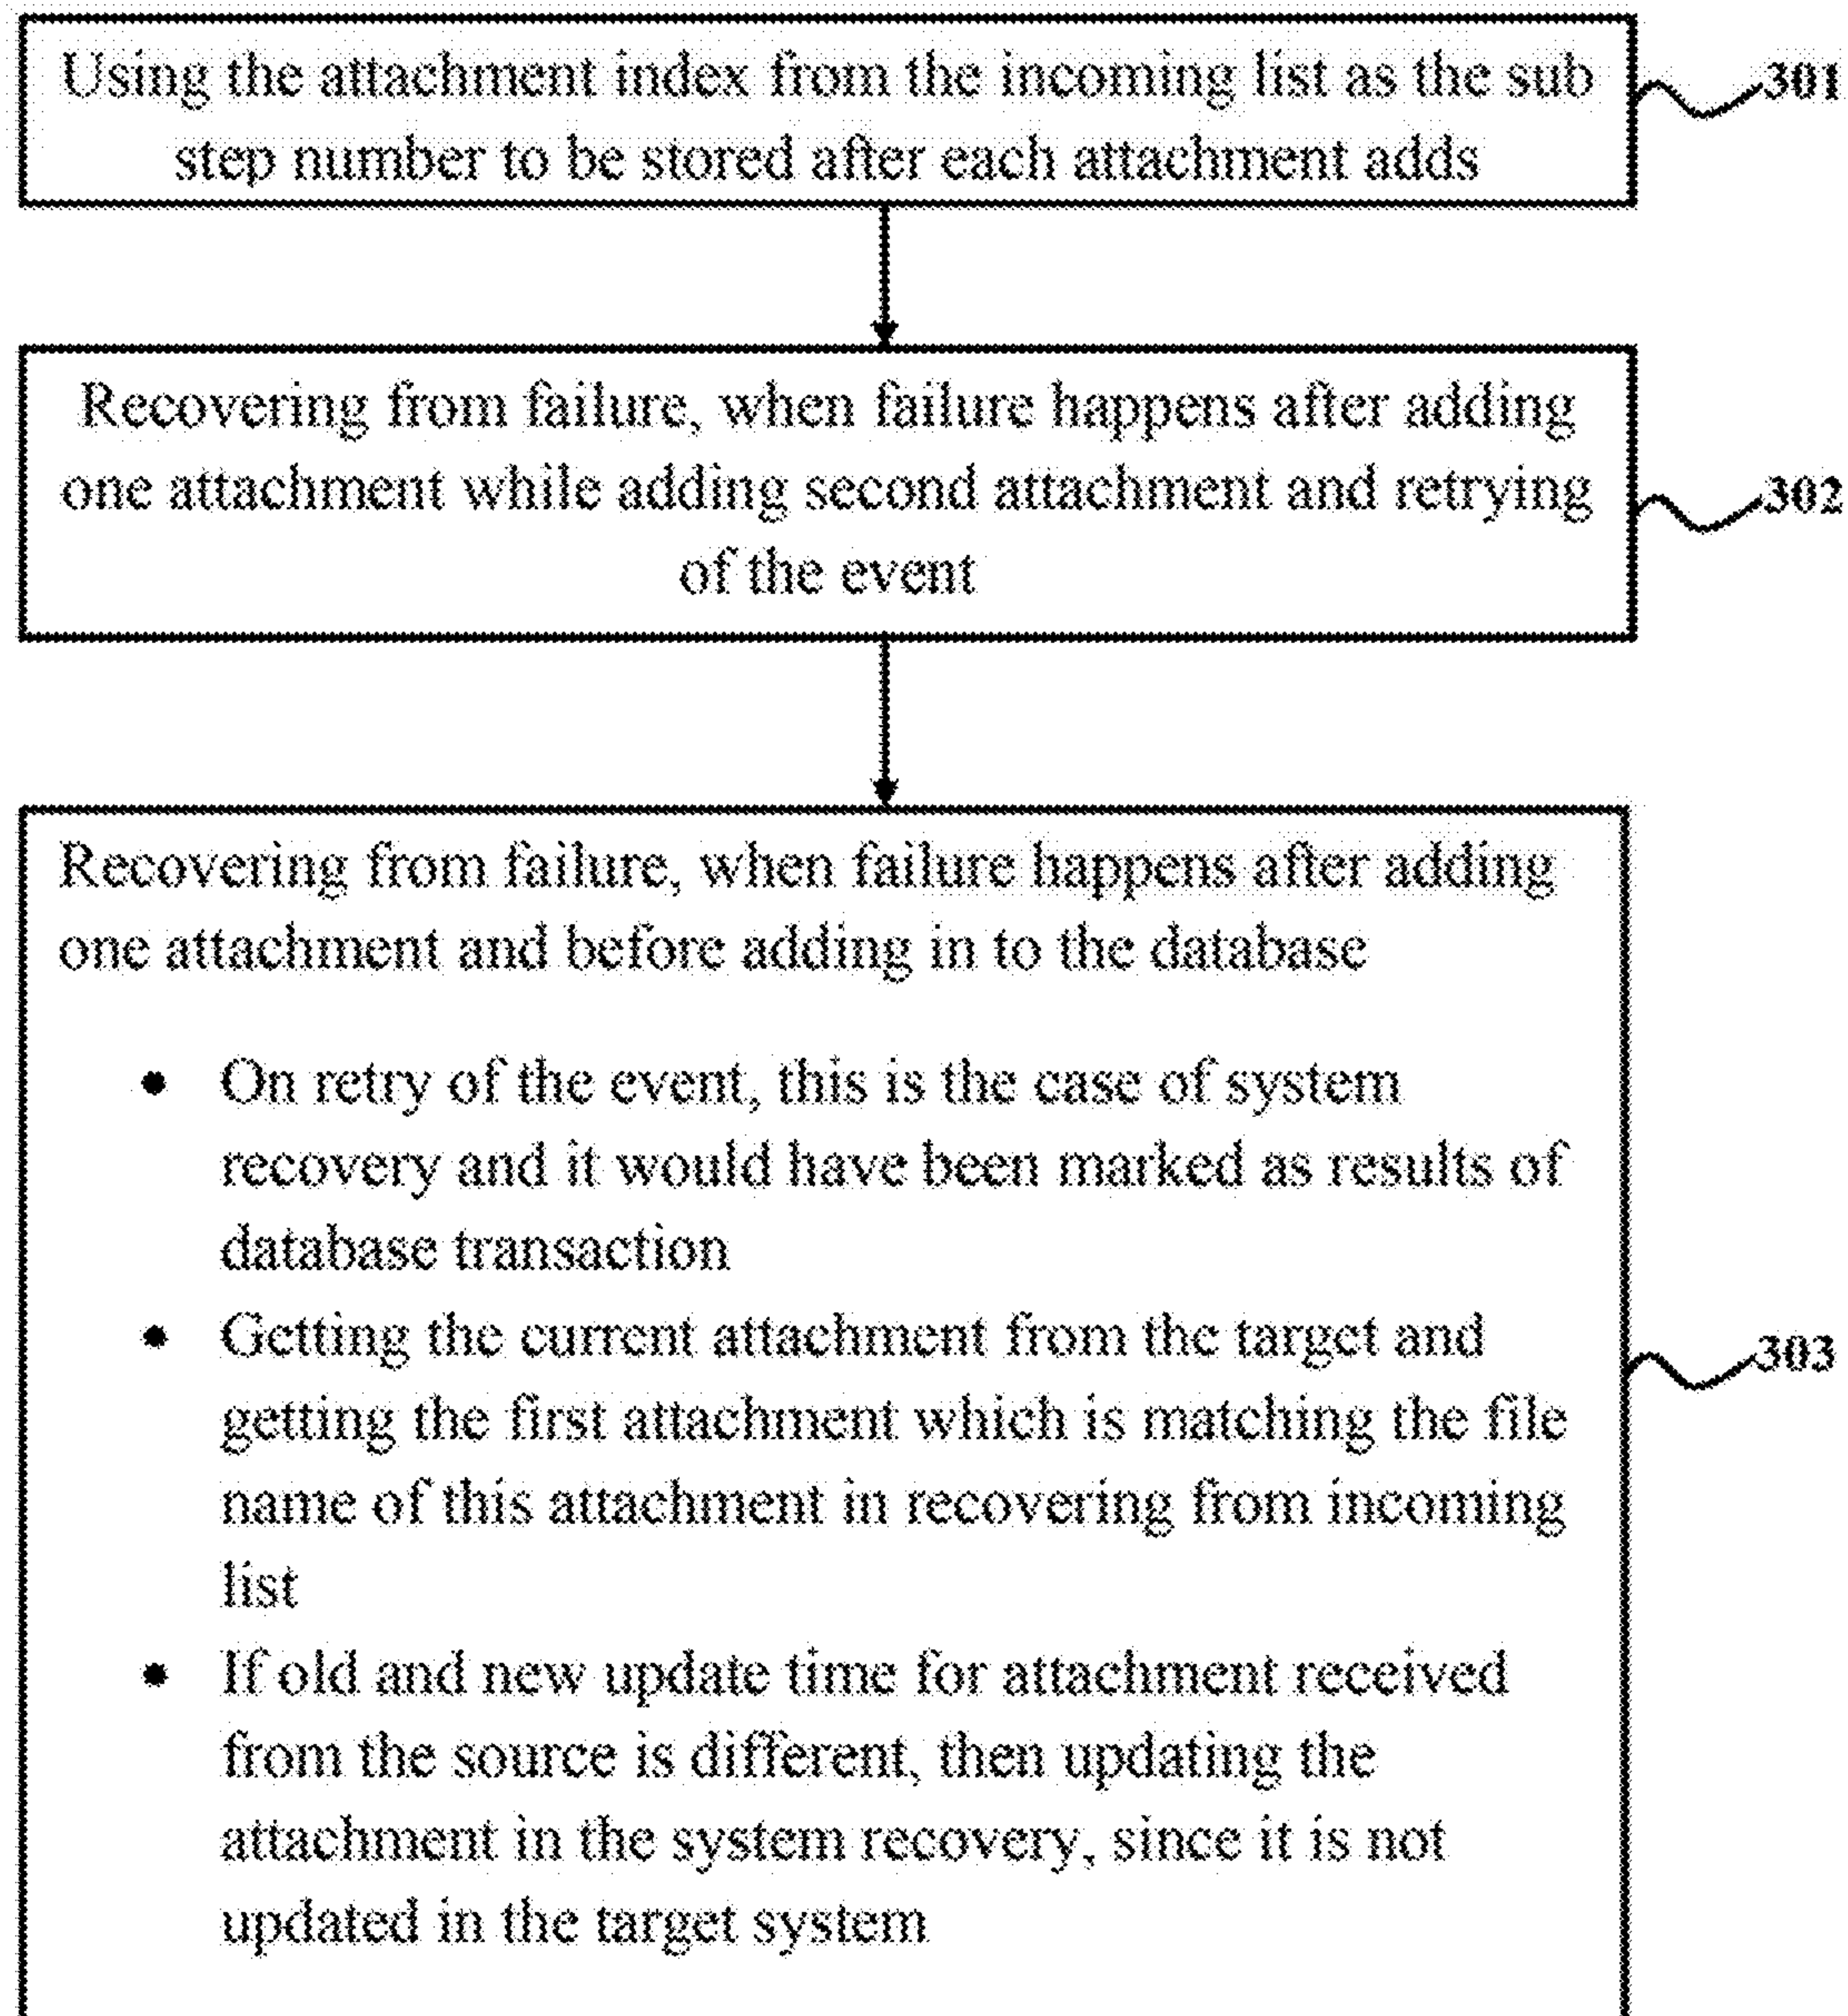 Using the attachment index from the incoming list as the sub
step number to be stored after each attachment adds
301
Recovering from failure, when failure happens after adding
one attachment while adding second attachment and retrying
of the event
302
Recovering from failure, when failure happens after adding
one attachment and before adding in to the database
• On retry of the event, this is the case of system
recovery and it would have been marked as results of
database transaction
• Getting the current attachment from the target and
getting the first attachment which is matching the file
name of this attachment in recovering from incoming
list
• If old and new update time for attachment received
from the source is different, then updating the
attachment in the system recovery, since it is not
updated in the target system
303